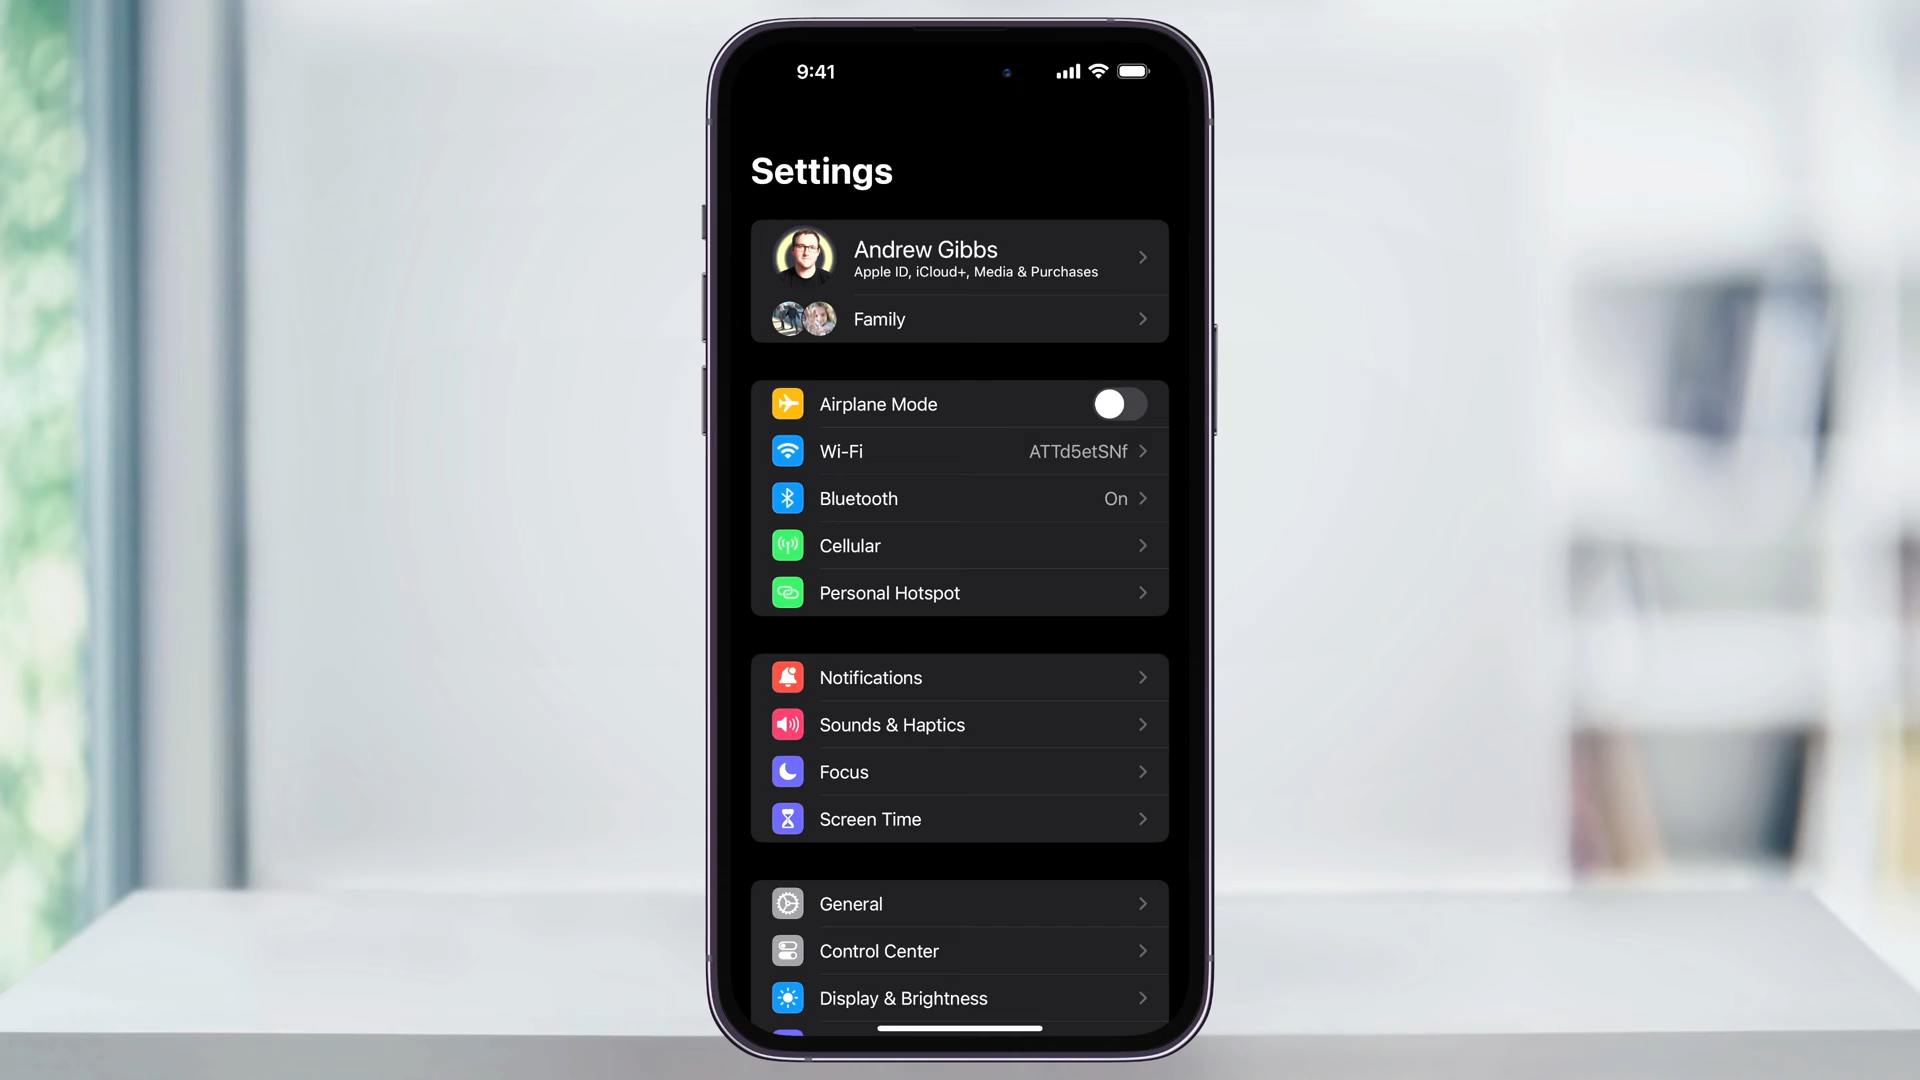 9:41
Settings
Andrew Gibbs
Apple ID, iCloud+, Media & Purchases
Family
Airplane Mode
Wi-Fi ATTd5etSNf
Bluetooth On
Cellular
Personal Hotspot
Notifications
Sounds & Haptics
Focus
Screen Time
General
Control Center
Display & Brightness